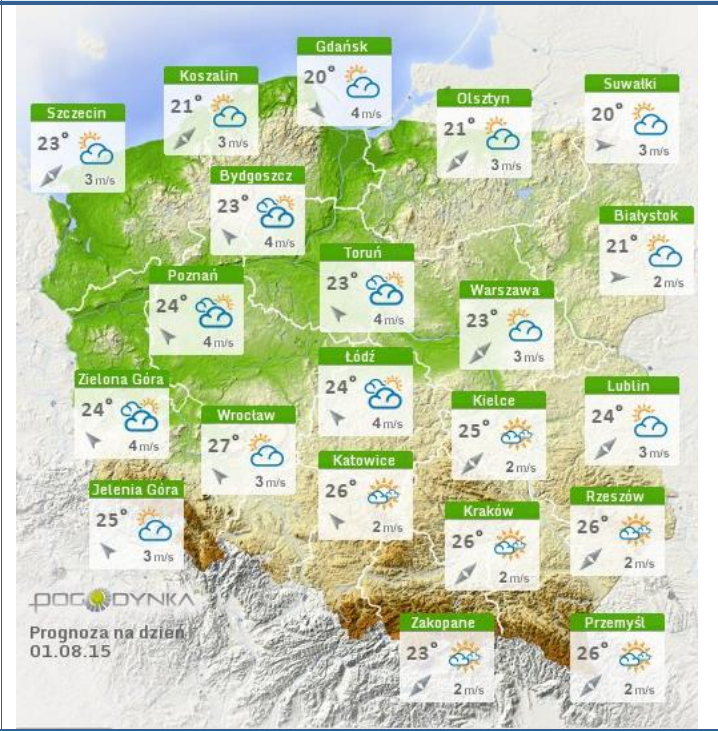 Gdańsk
20°
4 m/s
Koszalin
21°
3 m/s
Suwałki
20°
3 m/s
Olsztyn
21°
3 m/s
Szczecin
23°
3 m/s
Bydgoszcz
23°
4 m/s
Białystok
21°
2 m/s
Toruń
23°
4 m/s
Poznań
24°
4 m/s
Warszawa
23°
3 m/s
Łódź
24°
4 m/s
Zielona Góra
24°
4 m/s
Lublin
24°
3 m/s
Kielce
25°
2 m/s
Wrocław
27°
3 m/s
Katowice
26°
2 m/s
Jelenia Góra
25°
3 m/s
Rzeszów
26°
2 m/s
Kraków
26°
2 m/s
POGODYNKA
Prognoza na dzień
01.08.15
Zakopane
23°
2 m/s
Przemyśl
26°
2 m/s